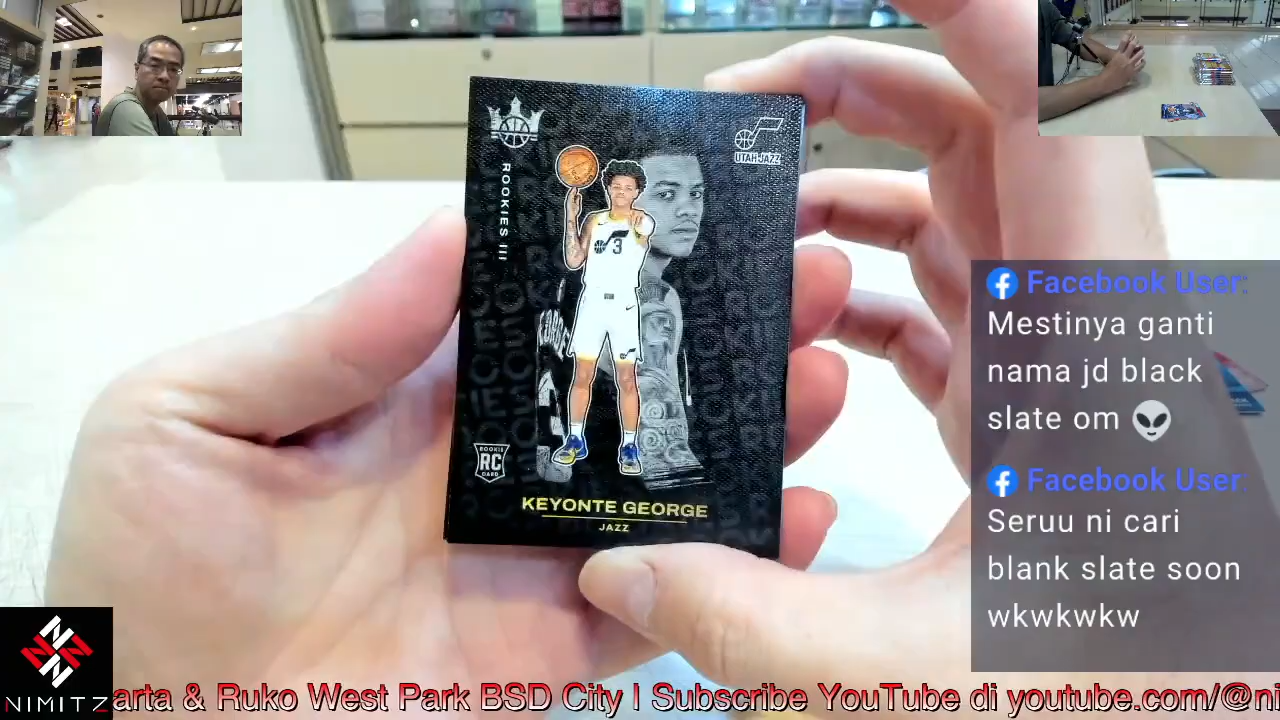 ROOKIES III
UTAH JAZZ
3
ROOKIE
RC
CARD
KEYONTE GEORGE
JAZZ
Facebook User:
Mestinya ganti
nama jd black
slate om 👽
Facebook User
Seruu ni cari
blank slate soon
wkwkwkw
NIMITZ
arta & Ruko West Park BSD City I Subscribe YouTube di youtube.com/@ni